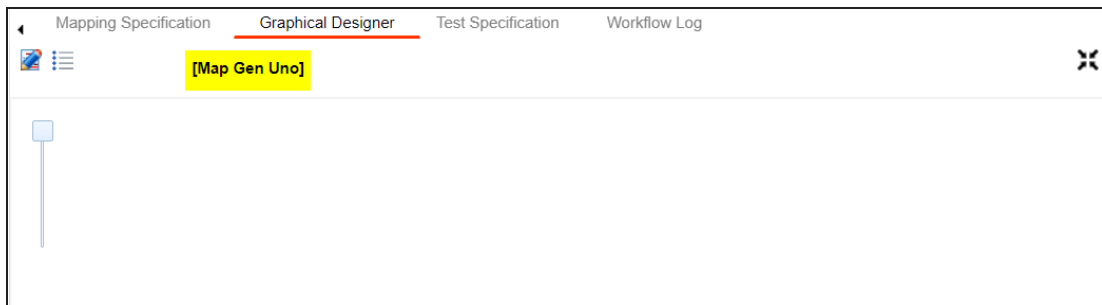 Mapping Specification Graphical Designer Test Specification Workflow Log
[Map Gen Uno]